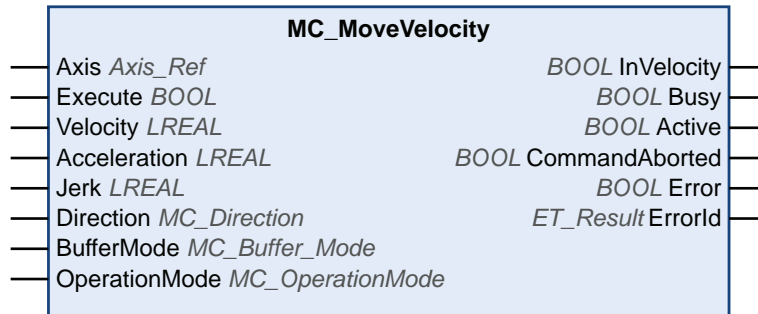 MC_MoveVelocity
Axis Axis_Ref BOOL InVelocity
Execute BOOL BOOL Busy
Velocity LREAL BOOL Active
Acceleration LREAL BOOL CommandAborted
Jerk LREAL BOOL Error
Direction MC_Direction ET_Result ErrorId
BufferMode MC_Buffer_Mode
OperationMode MC_OperationMode